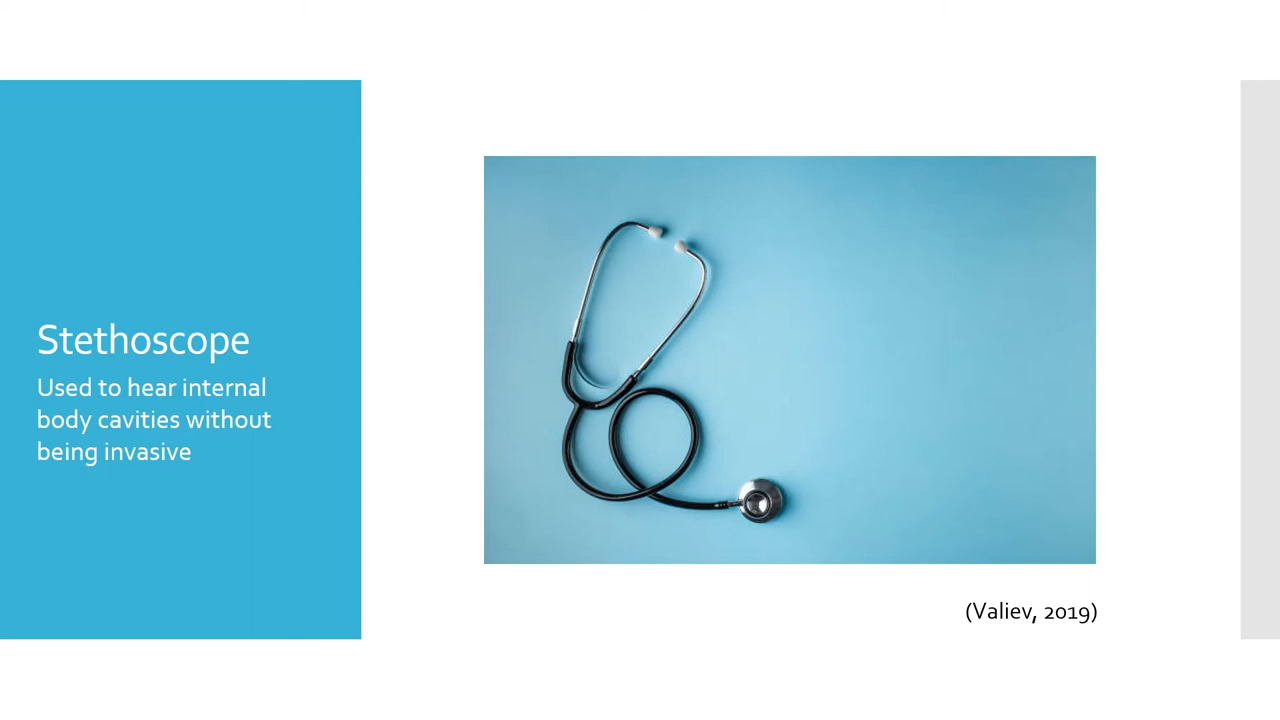 Stethoscope
Used to hear internal
body cavities without
being invasive
(Valiev, 2019)